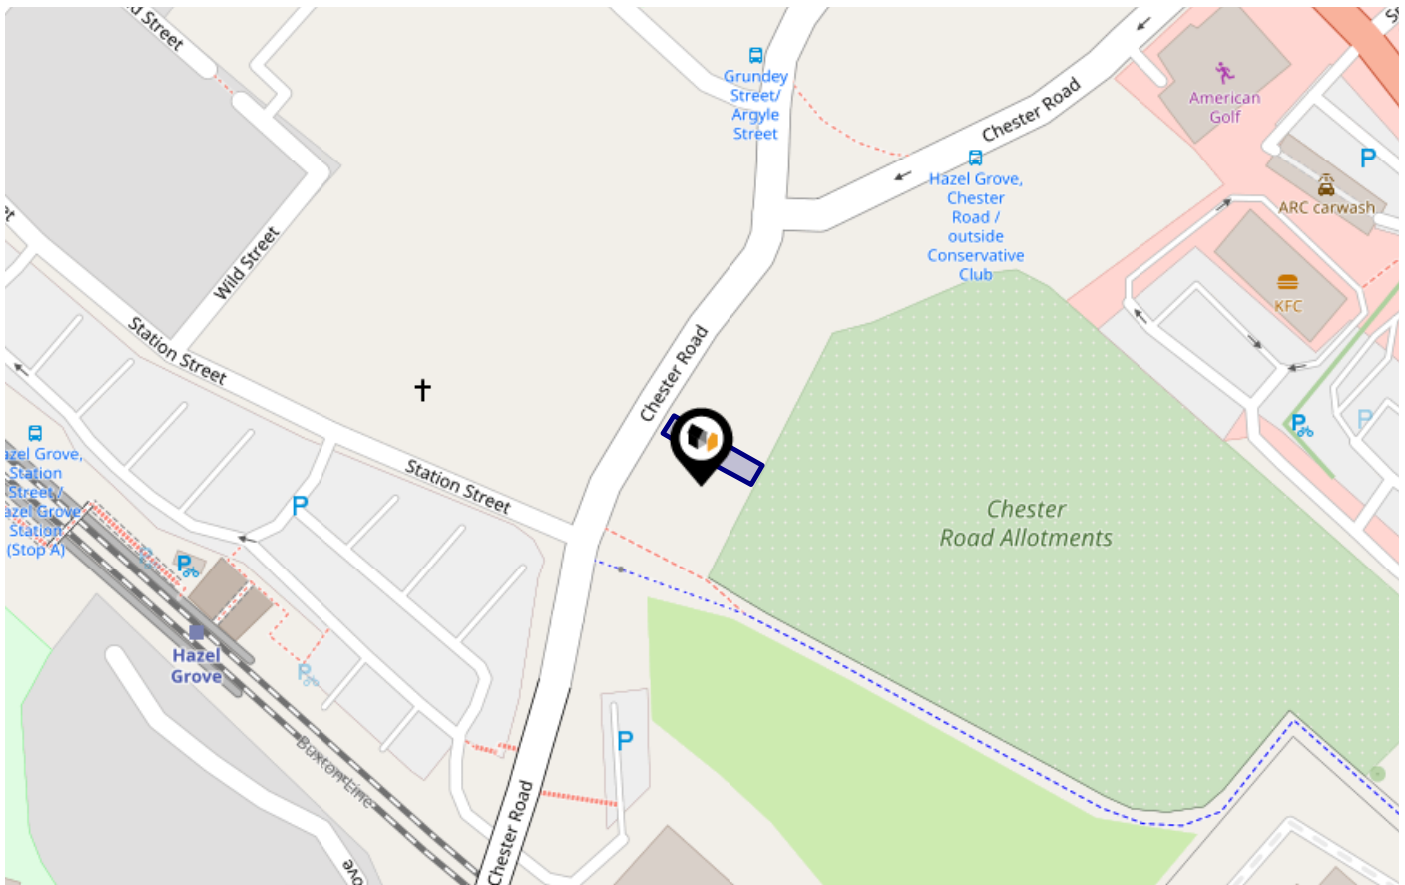 d Street
Grundey
Street/
Argyle
Street
Chester Road
American
Golf
P
ARC carwash
Hazel Grove,
Chester
Road /
outside
Conservative
Club
KFC
P
P
Wild Street
Station Street
Chester Road
azel Grove,
Station
Street /
azel Grove
Station
(Stop A)
Station Street
P
P
P
Hazel
Grove
P
Chester
Road Allotments
Buxton Line
P
Chester Road
ove